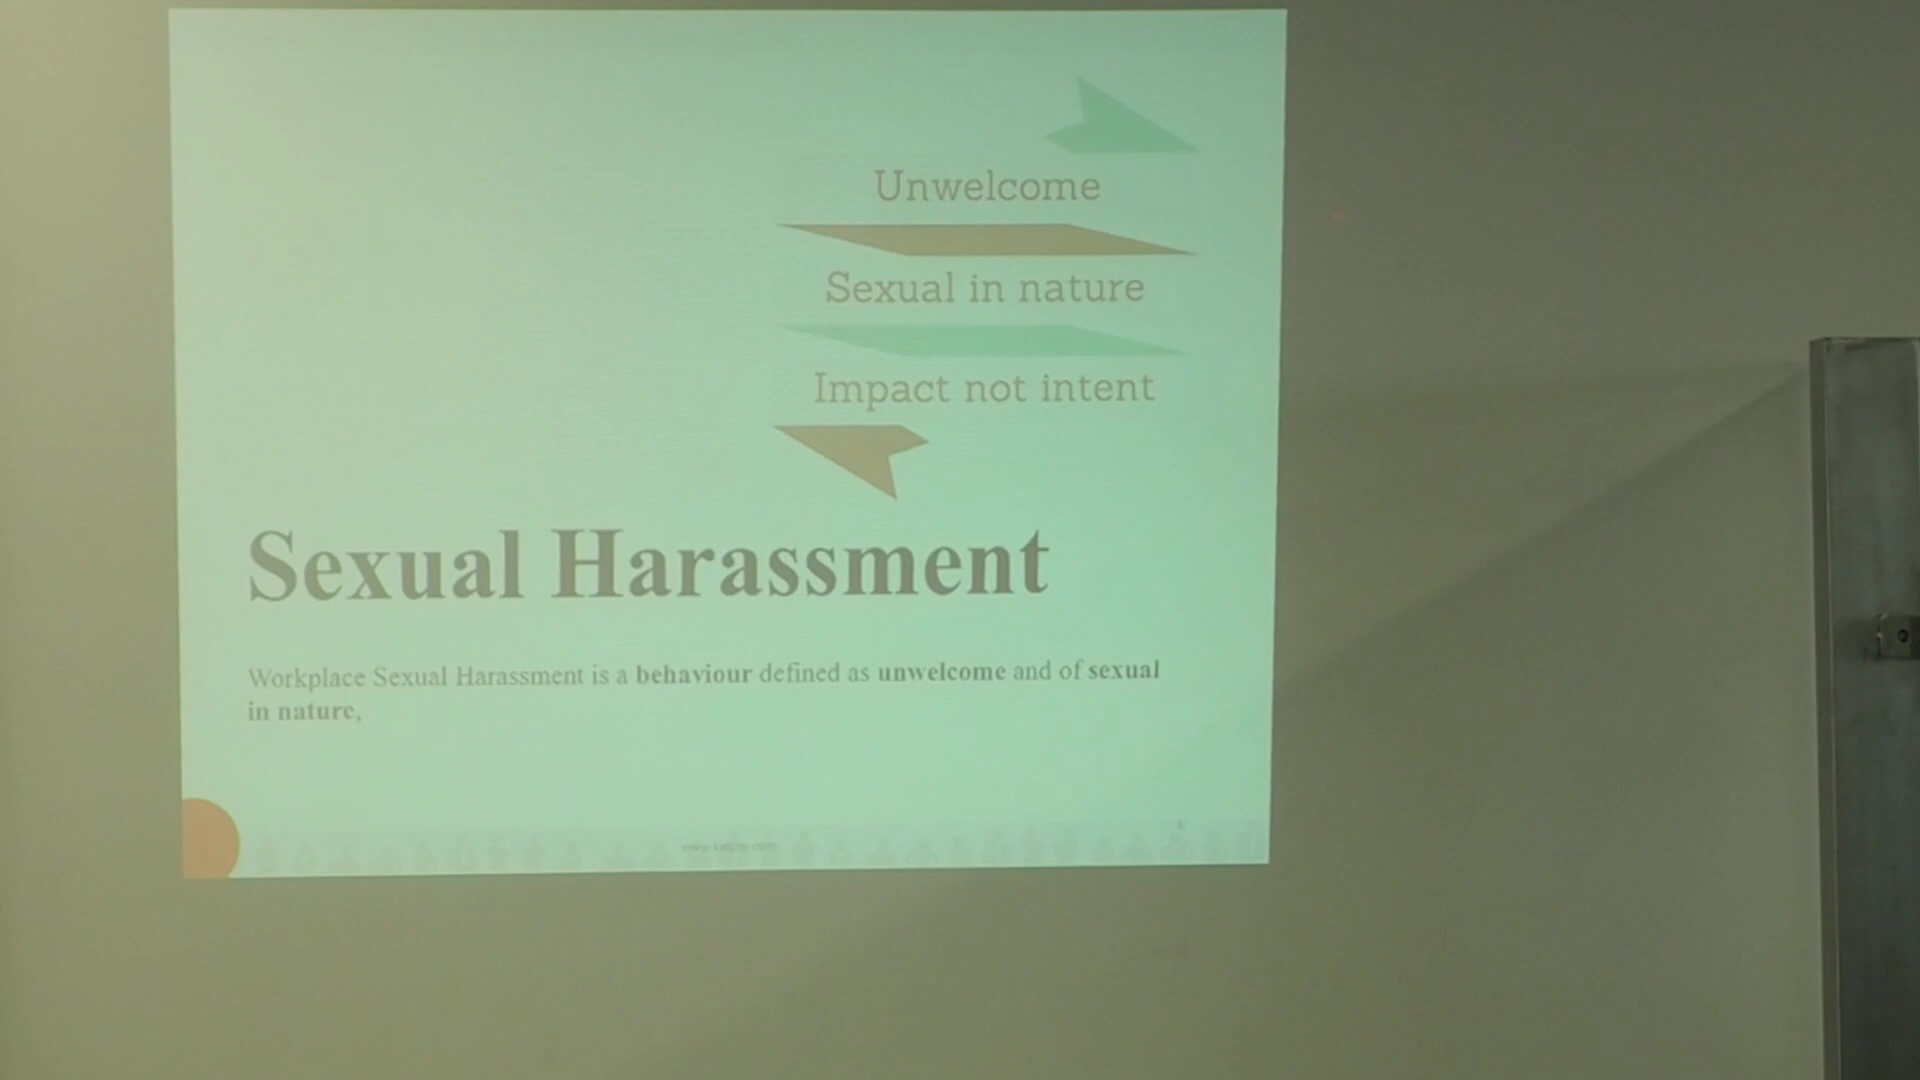 Unwelcome
Sexual in nature
Impact not intent
Sexual Harassment
Workplace Sexual Harassment is a behaviour defined as unwelcome and of sexual
in nature,